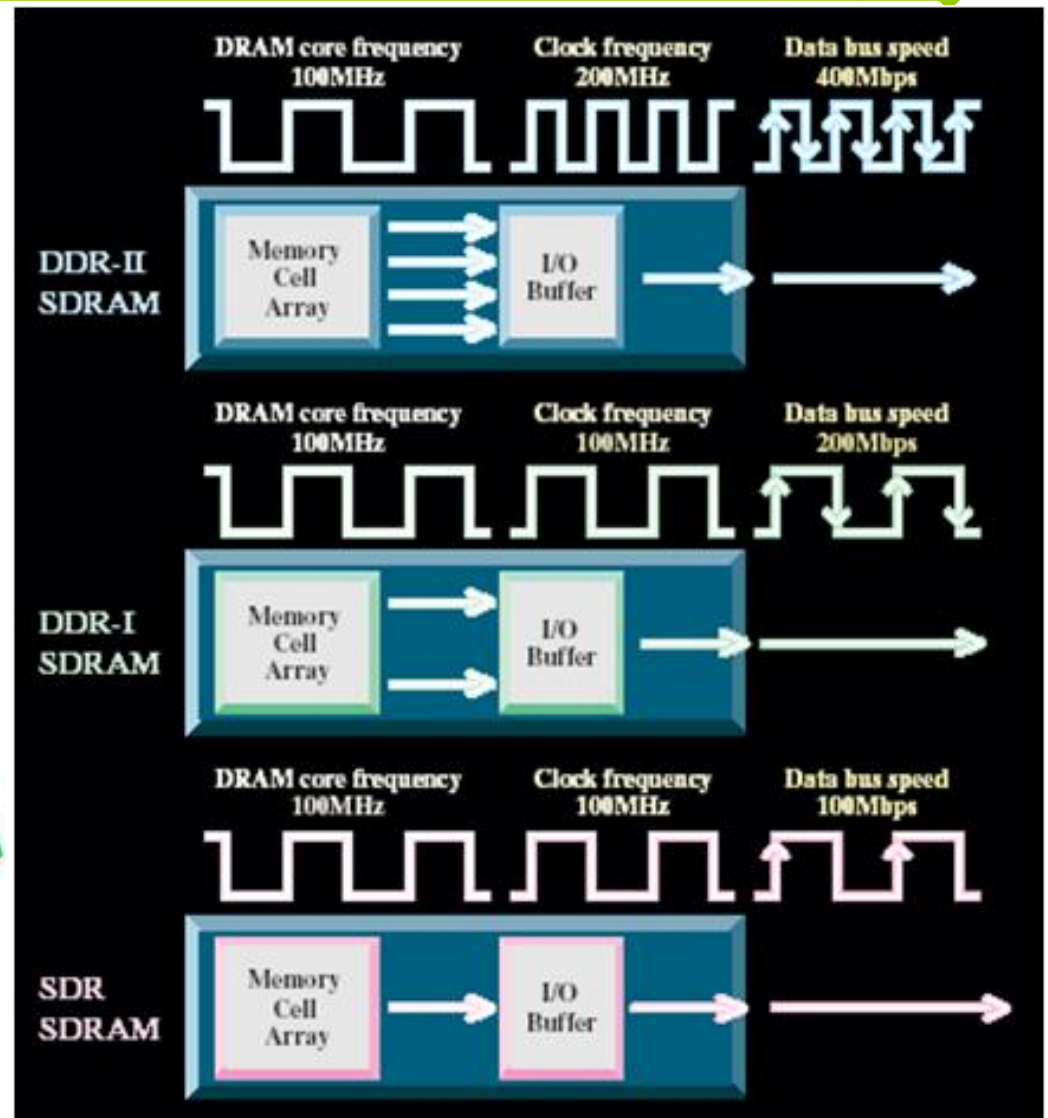 DRAM core frequency
100MHz
Clock frequency
200MHz
Data bus speed
400Mbps
DDR-II
SDRAM
Memory
Cell
Array
I/O
Buffer
DRAM core frequency
100MHz
Clock frequency
100MHz
Data bus speed
200Mbps
DDR-I
SDRAM
Memory
Cell
Array
I/O
Buffer
DRAM core frequency
100MHz
Clock frequency
100MHz
Data bus speed
100Mbps
SDR
SDRAM
Memory
Cell
Array
I/O
Buffer